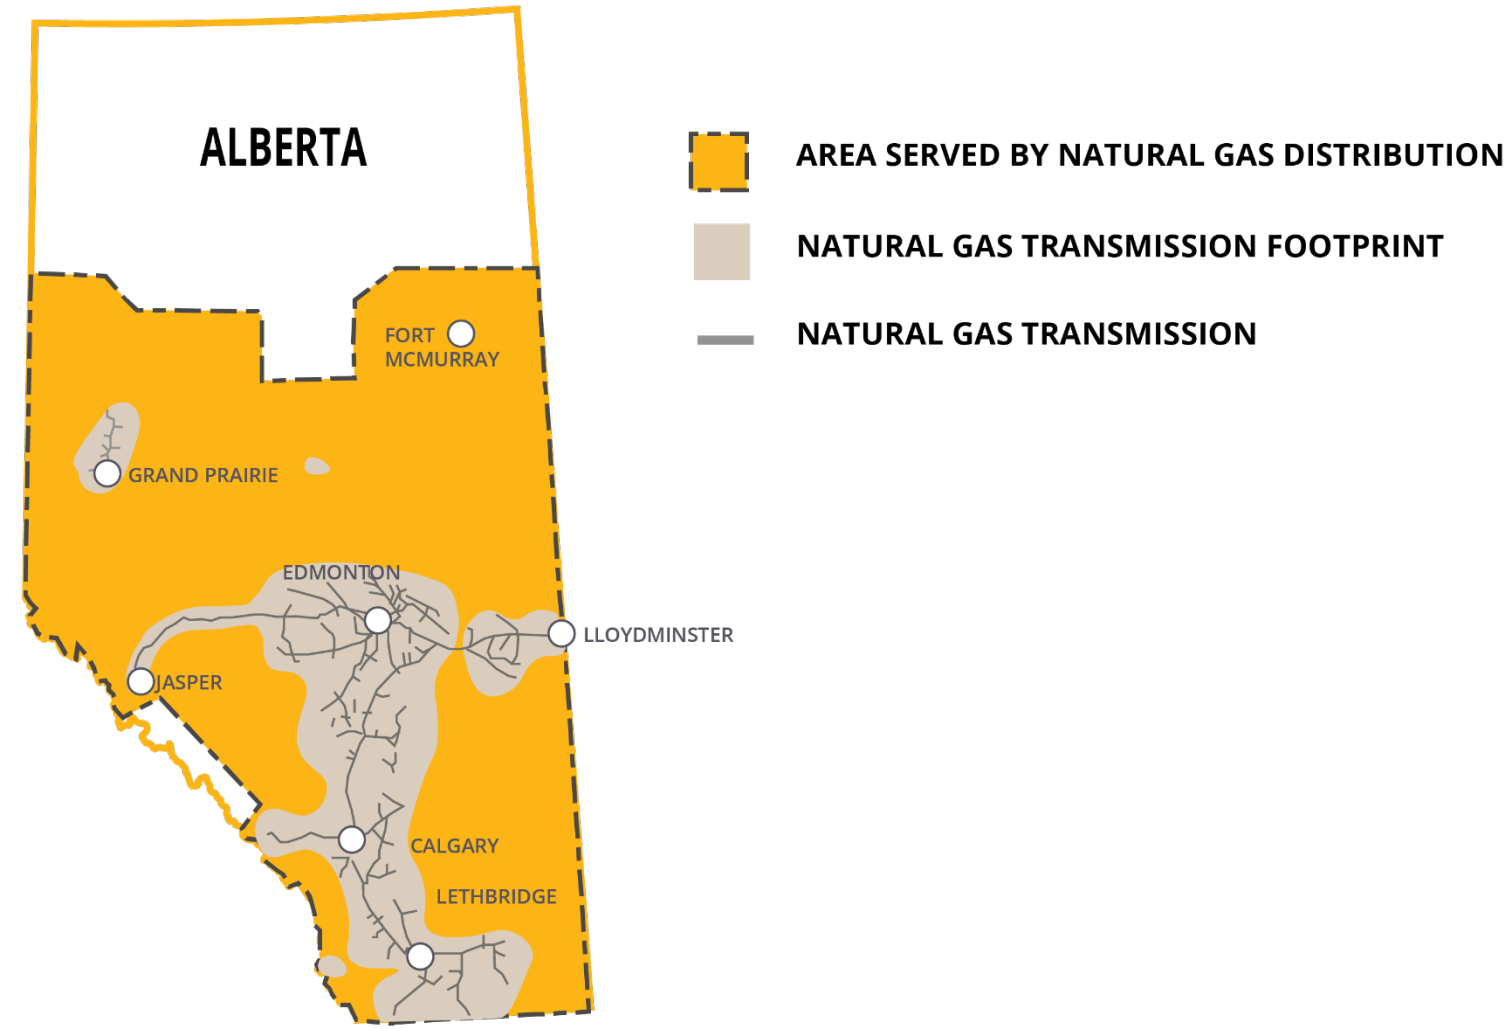 ALBERTA
AREA SERVED BY NATURAL GAS DISTRIBUTION
NATURAL GAS TRANSMISSION FOOTPRINT
NATURAL GAS TRANSMISSION
FORT
MCMURRAY
GRAND PRAIRIE
EDMONTON
LLOYDMINSTER
JASPER
CALGARY
LETHBRIDGE